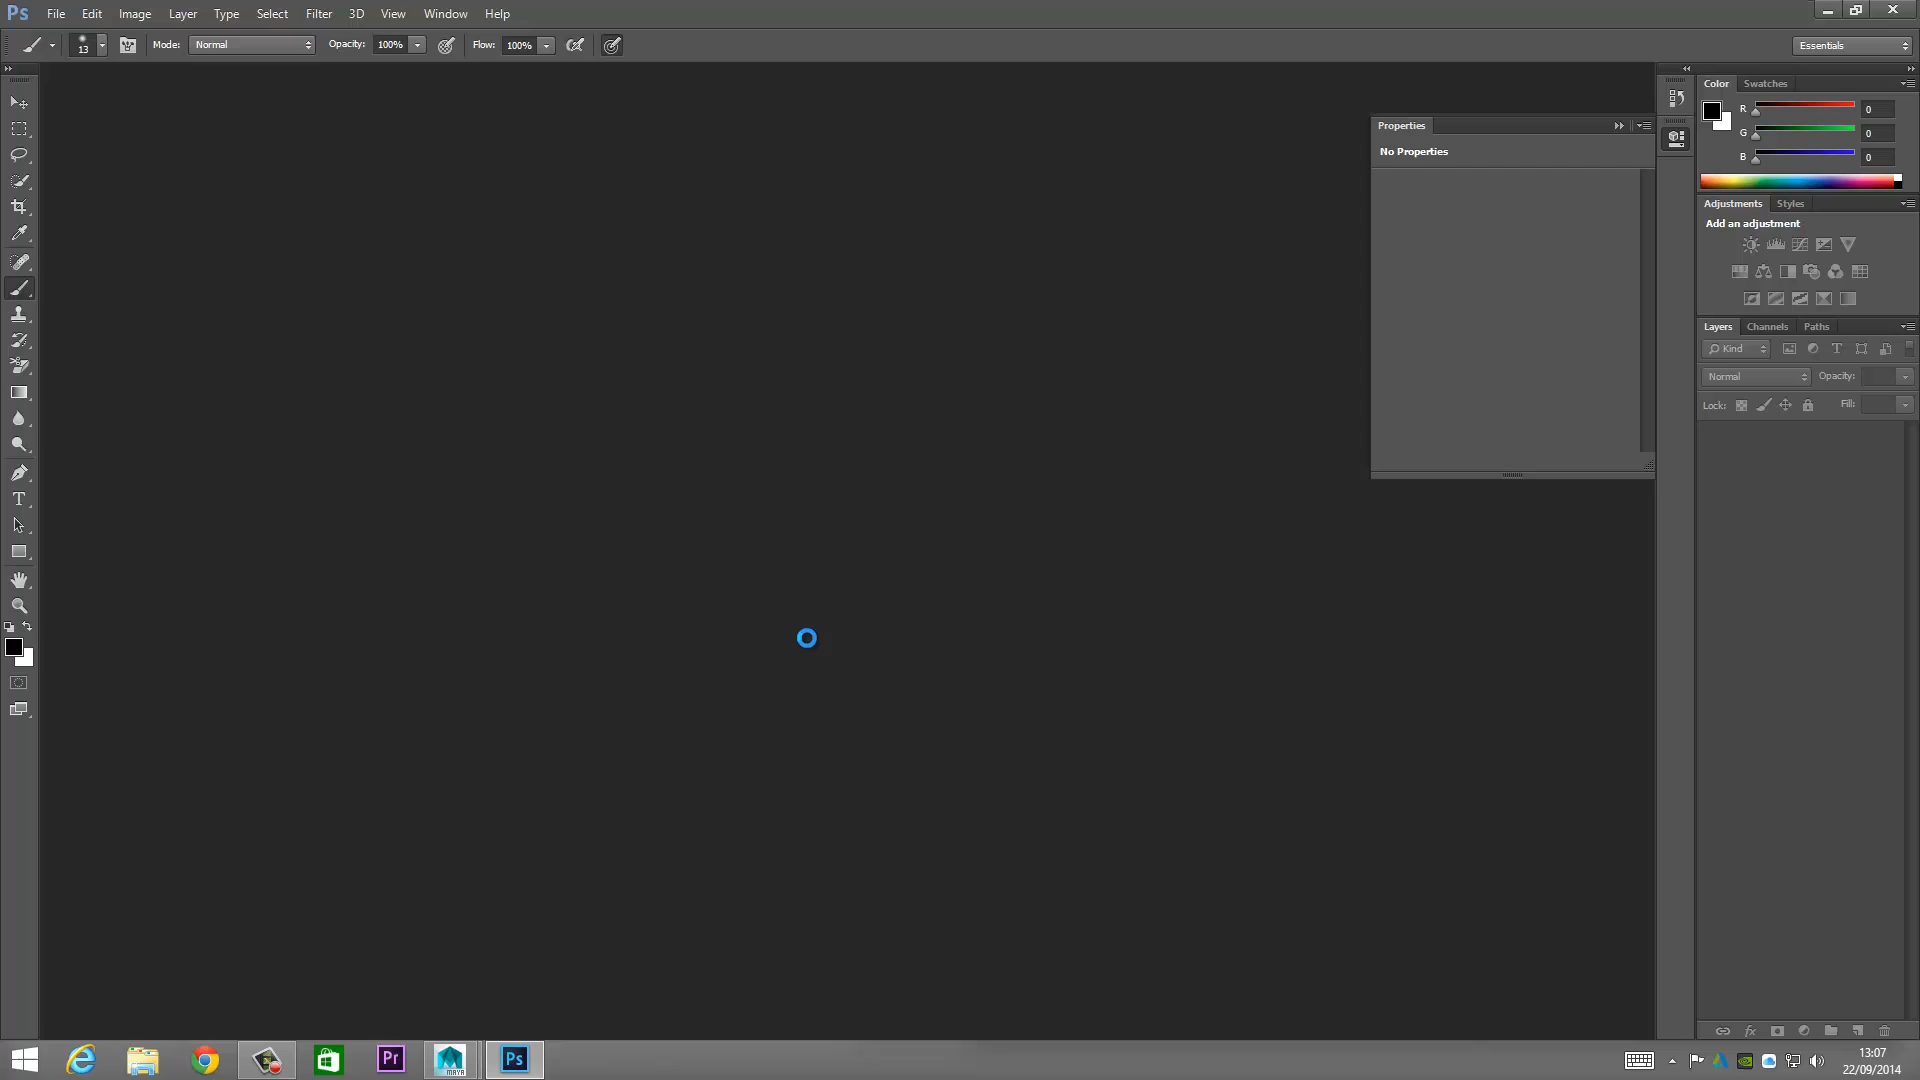 Ps File Edit Image Layer Type Select Filter 3D View Window Help
13 Mode: Normal Opacity: 100% Flow: 100% Essentials
Color Swatches
R 0
G 0
B 0
Properties
No Properties
Adjustments Styles
Add an adjustment
Layers Channels Paths
Kind T
Normal Opacity:
Lock: Fill:
T
fx
Pr MAYA Ps
13:07
22/09/2014